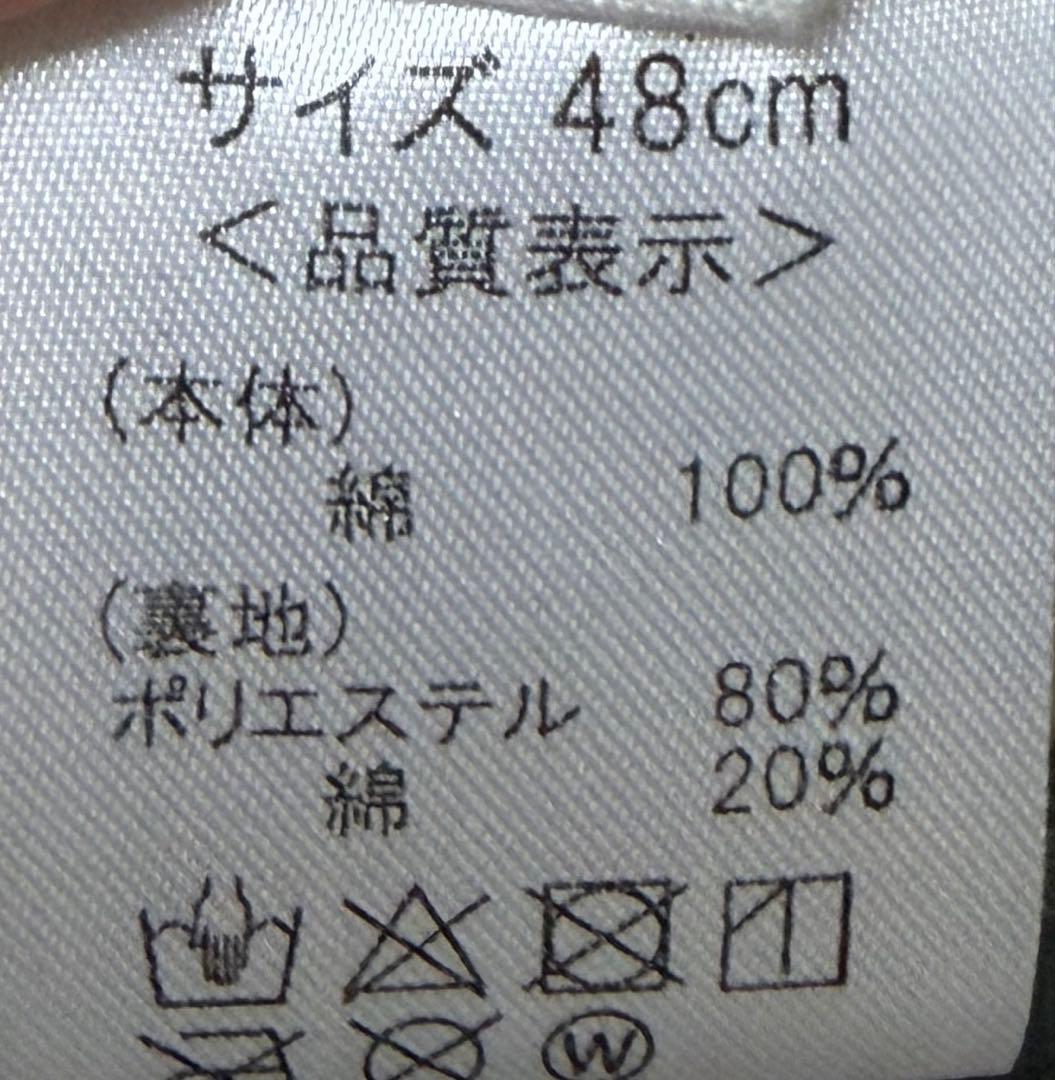 サイズ 48cm
＜品質表示＞
(本体)
綿 100%
(裏地)
ポリエステル 80%
綿 20%
W